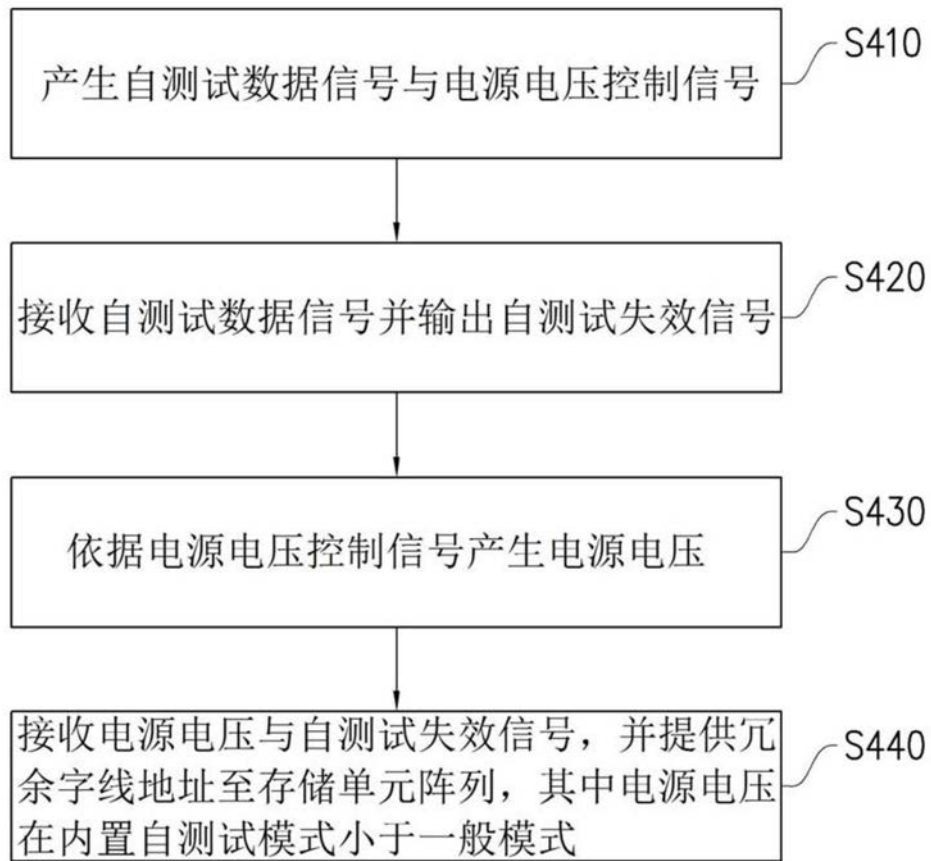 产生自测试数据信号与电源电压控制信号
S410
接收自测试数据信号并输出自测试失效信号
S420
依据电源电压控制信号产生电源电压
S430
接收电源电压与自测试失效信号，并提供冗
余字线地址至存储单元阵列，其中电源电压
在内置自测试模式小于一般模式
S440